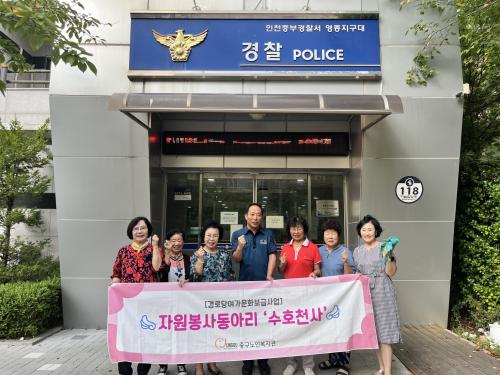 인천중부경찰서 영종지구대
경찰 POLICE
118
[경로당여가문화보급사업]
자원봉사동아리 '수호천사'
중구노인복지관